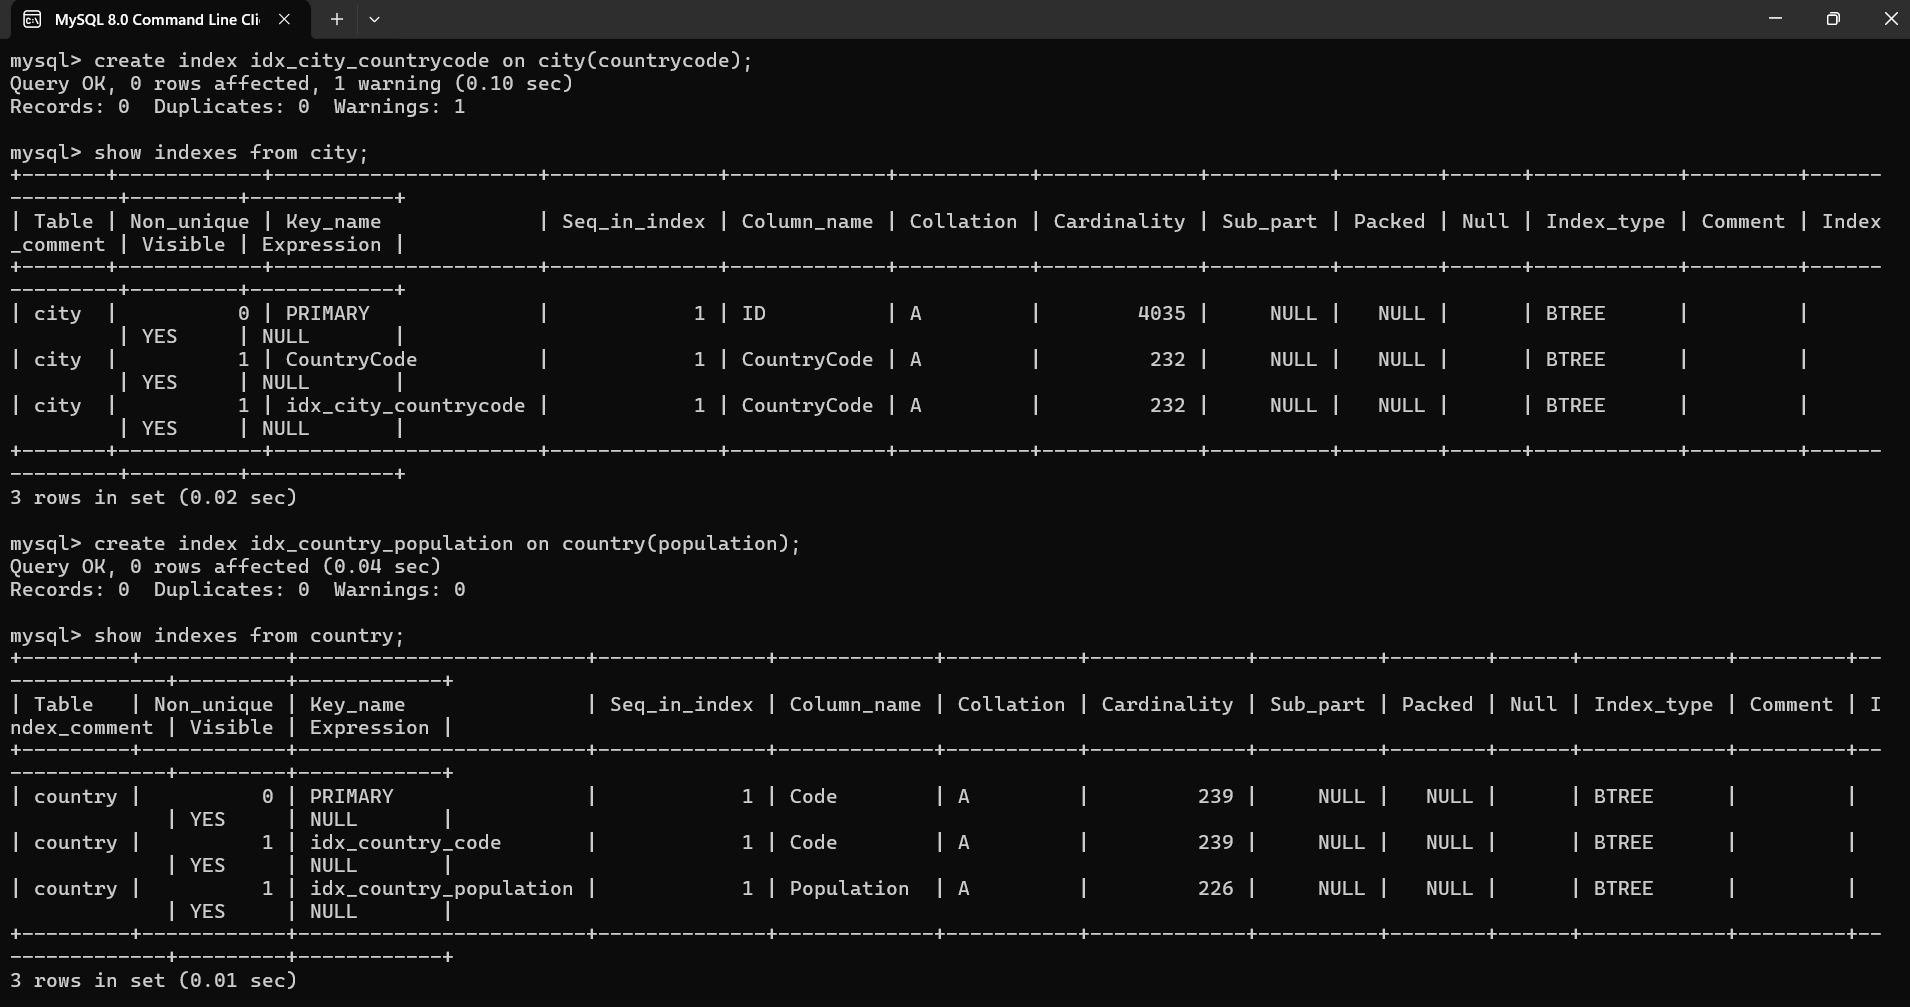 MySQL 8.0 Command Line Cli
mysql> create index idx_city_countrycode on city(countrycode);
Query OK, 0 rows affected, 1 warning (0.10 sec)
Records: 0  Duplicates: 0  Warnings: 1
mysql> show indexes from city;
+-------+------------+----------------------+--------------+-------------+-----------+-------------+----------+--------+------+------------+---------+------
---------+---------+------------+
| Table | Non_unique | Key_name             | Seq_in_index | Column_name | Collation | Cardinality | Sub_part | Packed | Null | Index_type | Comment | Index
_comment | Visible | Expression |
+-------+------------+----------------------+--------------+-------------+-----------+-------------+----------+--------+------+------------+---------+------
---------+---------+------------+
| city  |          0 | PRIMARY              |            1 | ID          | A         |        4035 |     NULL |   NULL |      | BTREE      |         |
         | YES     | NULL       |
| city  |          1 | CountryCode          |            1 | CountryCode | A         |         232 |     NULL |   NULL |      | BTREE      |         |
         | YES     | NULL       |
| city  |          1 | idx_city_countrycode |            1 | CountryCode | A         |         232 |     NULL |   NULL |      | BTREE      |         |
         | YES     | NULL       |
+-------+------------+----------------------+--------------+-------------+-----------+-------------+----------+--------+------+------------+---------+------
---------+---------+------------+
3 rows in set (0.02 sec)
mysql> create index idx_country_population on country(population);
Query OK, 0 rows affected (0.04 sec)
Records: 0  Duplicates: 0  Warnings: 0
mysql> show indexes from country;
+---------+------------+------------------------+--------------+-------------+-----------+-------------+----------+--------+------+------------+---------+--
-------------+---------+------------+
| Table   | Non_unique | Key_name               | Seq_in_index | Column_name | Collation | Cardinality | Sub_part | Packed | Null | Index_type | Comment | I
ndex_comment | Visible | Expression |
+---------+------------+------------------------+--------------+-------------+-----------+-------------+----------+--------+------+------------+---------+--
-------------+---------+------------+
| country |          0 | PRIMARY                |            1 | Code        | A         |         239 |     NULL |   NULL |      | BTREE      |         |
             | YES     | NULL       |
| country |          1 | idx_country_code       |            1 | Code        | A         |         239 |     NULL |   NULL |      | BTREE      |         |
             | YES     | NULL       |
| country |          1 | idx_country_population |            1 | Population  | A         |         226 |     NULL |   NULL |      | BTREE      |         |
             | YES     | NULL       |
+---------+------------+------------------------+--------------+-------------+-----------+-------------+----------+--------+------+------------+---------+--
-------------+---------+------------+
3 rows in set (0.01 sec)